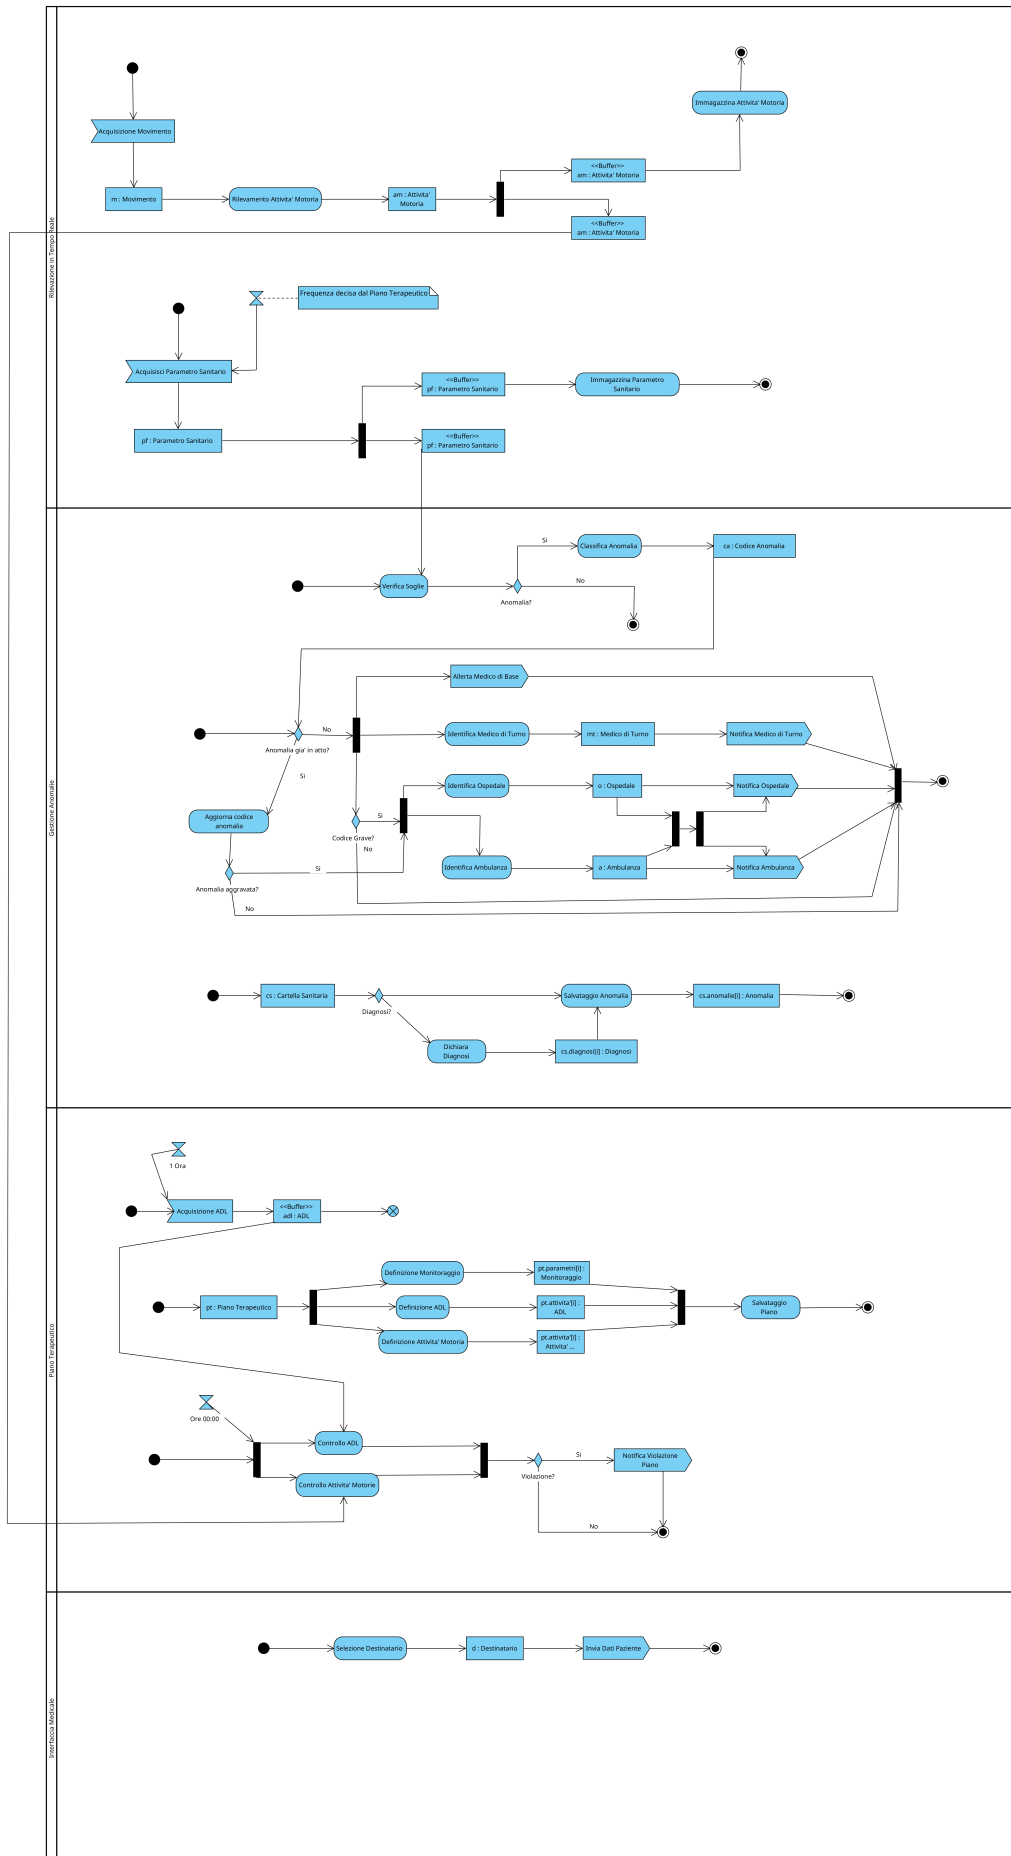 Immagazzina Attivita' Motoria
Acquisizione Movimento
<<Buffer>>
am : Attivita' Motoria
m : Movimento
Rilevamento Attivita' Motoria
am : Attivita'
Motoria
<<Buffer>>
am : Attivita' Motoria
Rilevazione in Tempo Reale
Frequenza decisa dal Piano Terapeutico
Acquisisci Parametro Sanitario
<<Buffer>>
pf : Parametro Sanitario
Immagazzina Parametro
Sanitario
pf : Parametro Sanitario
<<Buffer>>
pf : Parametro Sanitario
Si
Classifica Anomalia
ca : Codice Anomalia
Verifica Soglie
No
Anomalia?
Allerta Medico di Base
No
Identifica Medico di Turno
mt : Medico di Turno
Notifica Medico di Turno
Anomalia gia' in atto?
Si
Identifica Ospedale
o : Ospedale
Notifica Ospedale
Gestione Anomalie
Aggiorna codice
anomalia
Si
Codice Grave?
No
Identifica Ambulanza
a : Ambulanza
Notifica Ambulanza
Si
Anomalia aggravata?
No
cs : Cartella Sanitaria
Salvataggio Anomalia
cs.anomalie[i] : Anomalia
Diagnosi?
Dichiara
Diagnosi
cs.diagnosi[i] : Diagnosi
1 Ora
Acquisizione ADL
<<Buffer>>
adl : ADL
Definizione Monitoraggio
pt.parametri[i] :
Monitoraggio
pt : Piano Terapeutico
Definizione ADL
pt.attivita'[i] :
ADL
Salvataggio
Piano
Definizione Attivita' Motoria
pt.attivita'[i] :
Attivita' ...
Piano Terapeutico
Ore 00:00
Controllo ADL
Controllo Attivita' Motorie
Violazione?
Si
Notifica Violazione
Piano
No
Selezione Destinatario
d : Destinatario
Invia Dati Paziente
Interfaccia Medicale